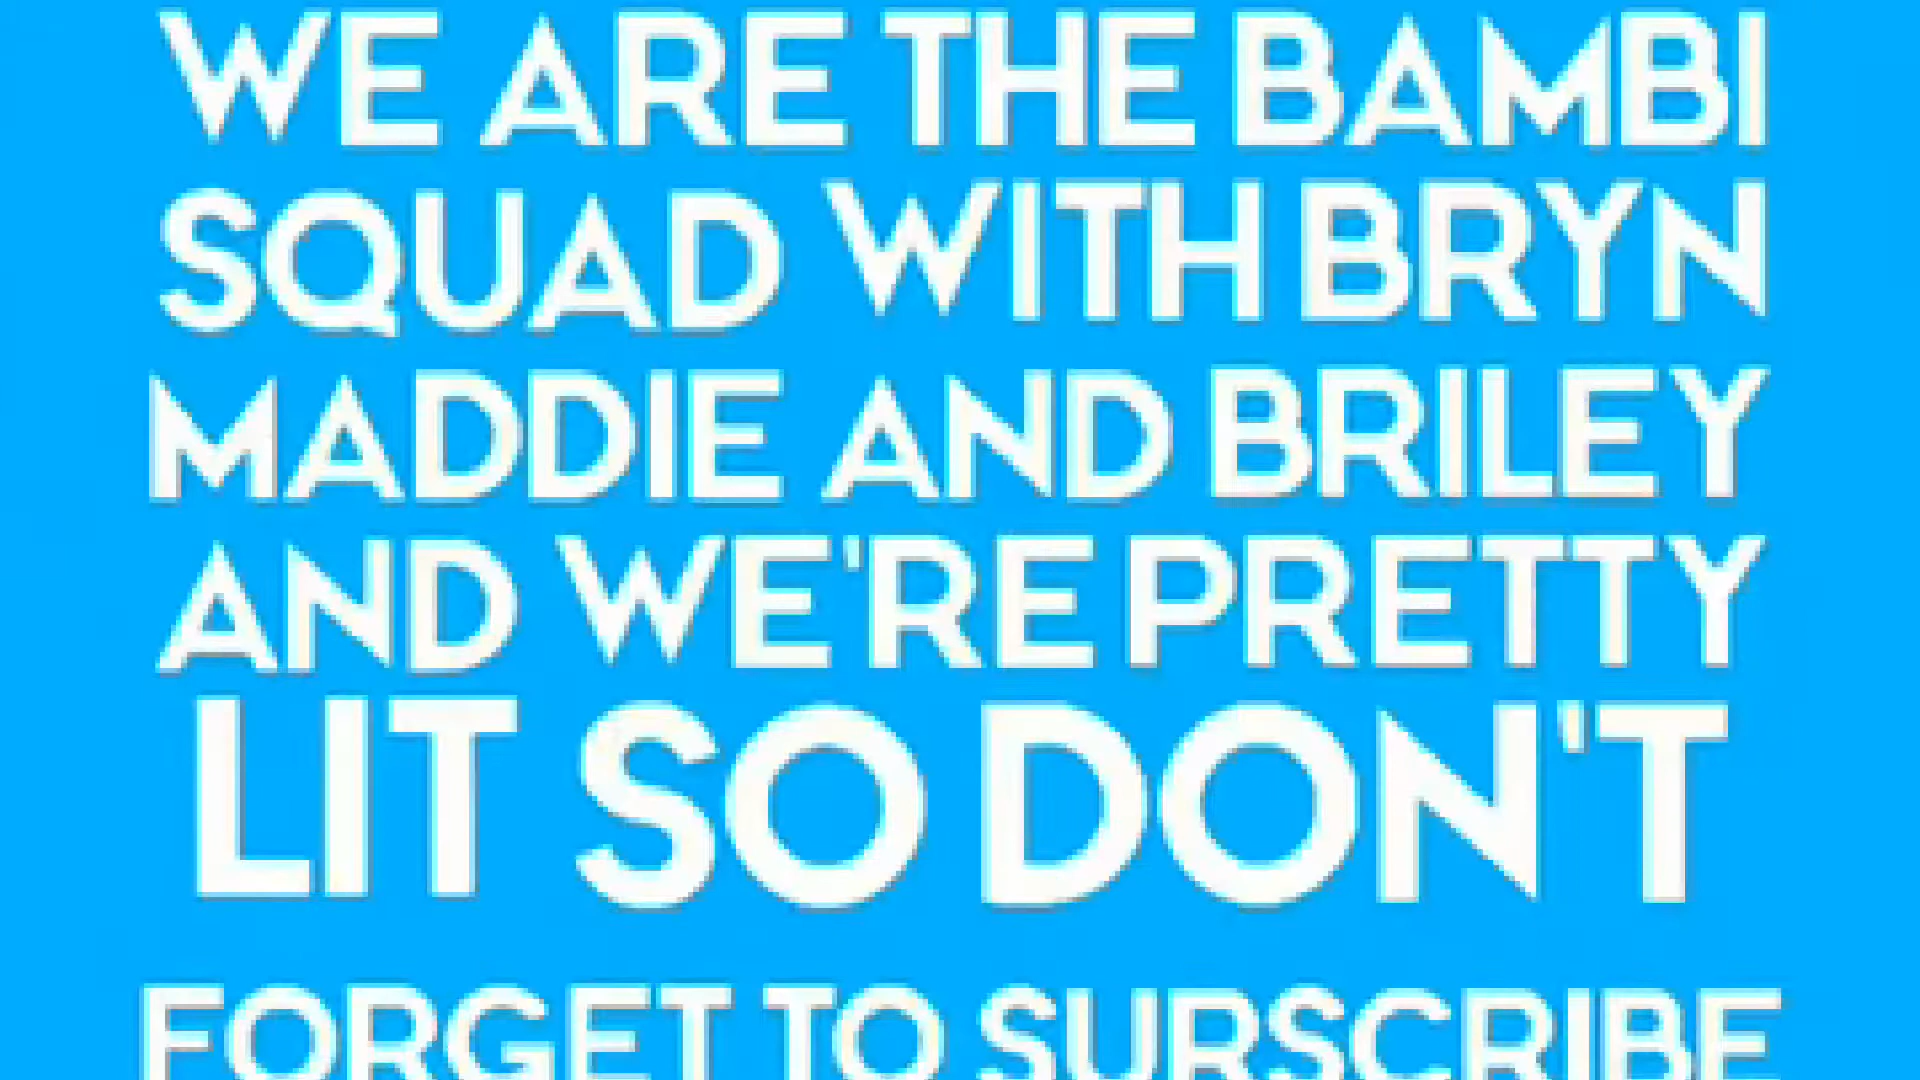 WE ARE THE BAMBI
SQUAD WITH BRYN
MADDIE AND BRILEY
AND WE'RE PRETTY
LIT SO DON'T
FORGET TO SUBSCRIBE